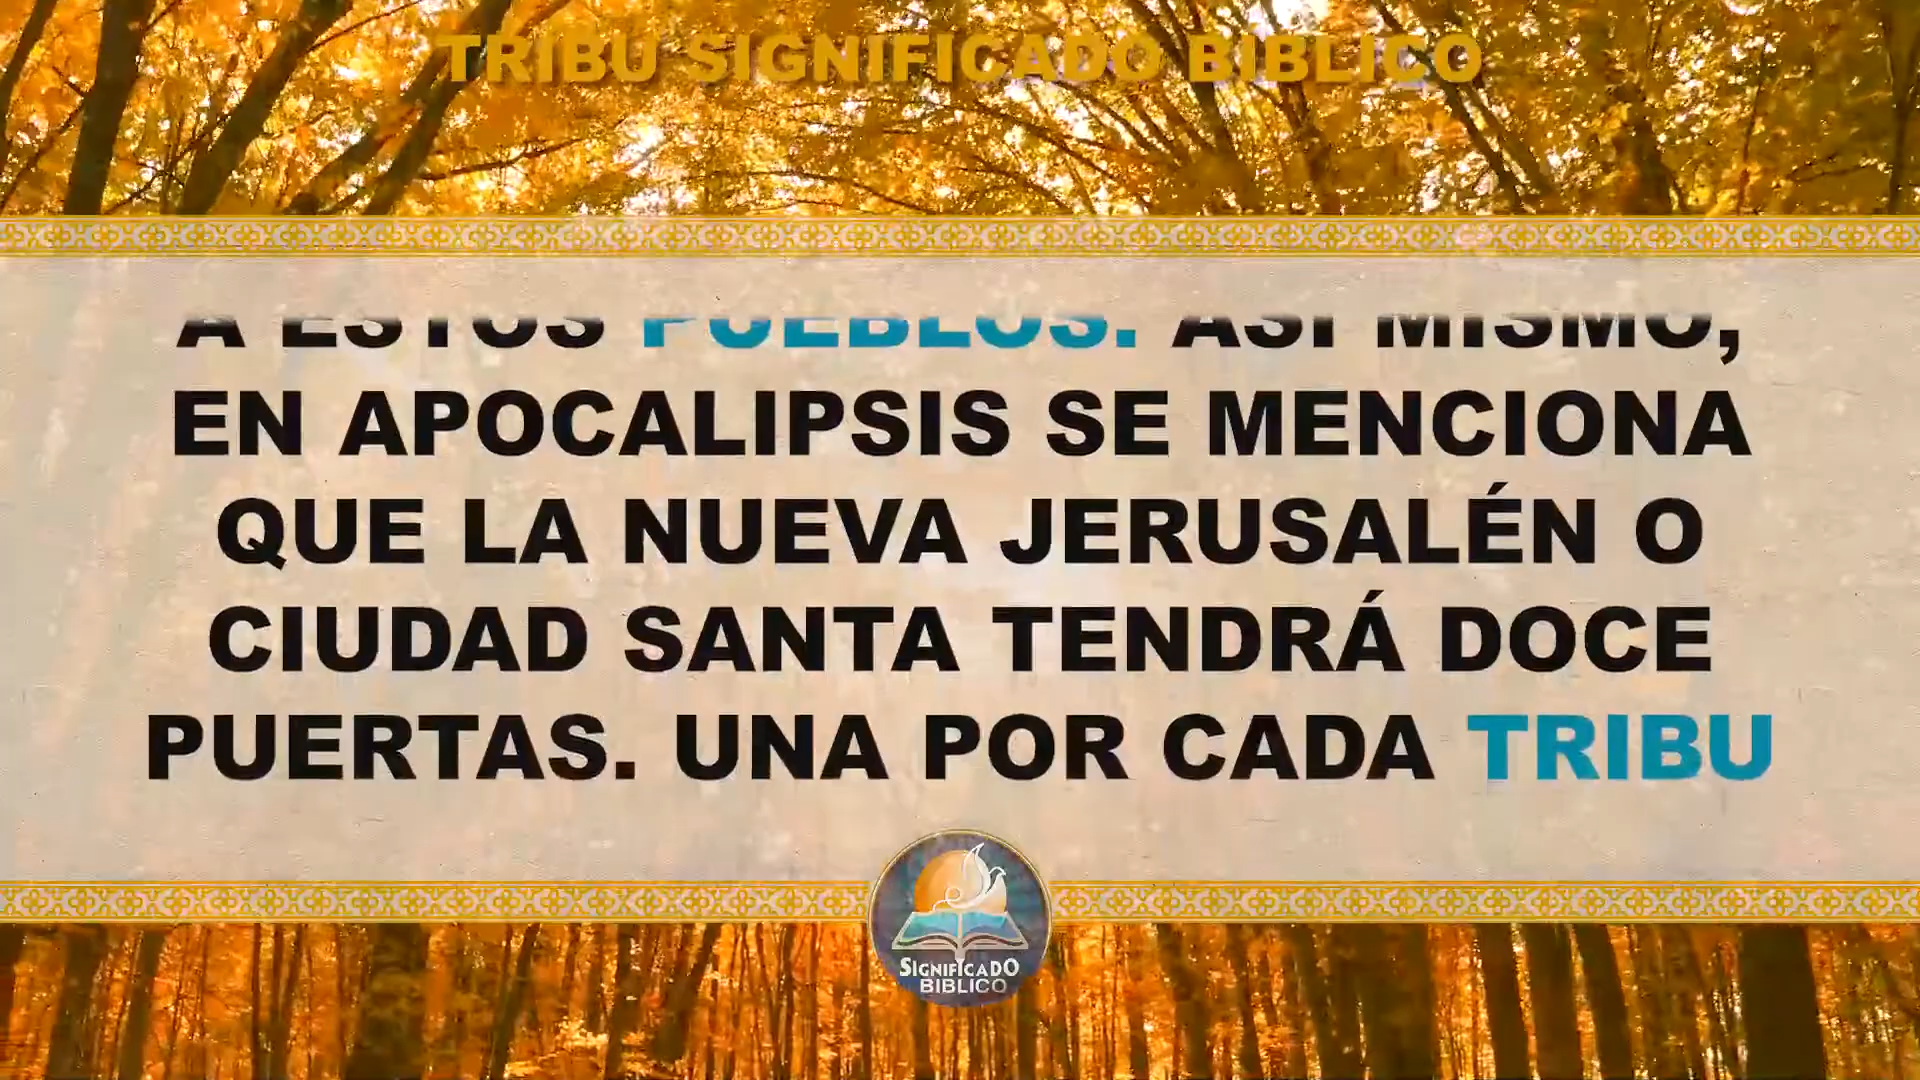 TRIBU SIGNIFICADO BIBLICO
A ESTOS PUEBLOS. ASÍ MISMO,
EN APOCALIPSIS SE MENCIONA
QUE LA NUEVA JERUSALÉN O
CIUDAD SANTA TENDRÁ DOCE
PUERTAS. UNA POR CADA TRIBU
SIGNIFICADO
BIBLICO